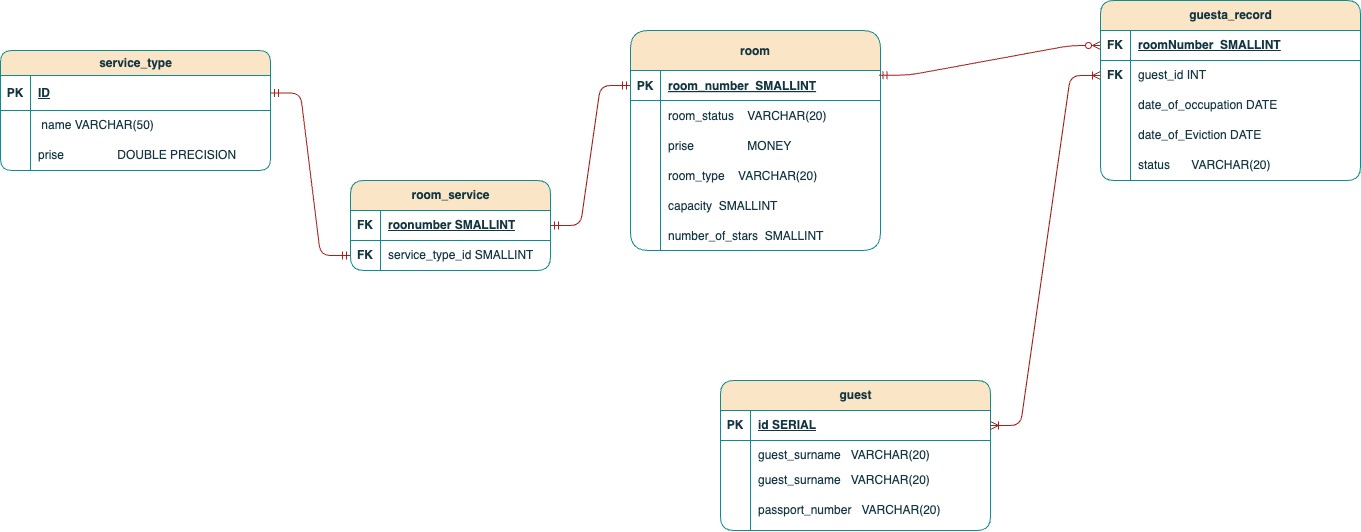 service_type
PK ID
name VARCHAR(50)
prise DOUBLE PRECISION
room_service
FK roonumber SMALLINT
FK service_type_id SMALLINT
room
PK room_number SMALLINT
room_status VARCHAR(20)
prise MONEY
room_type VARCHAR(20)
capacity SMALLINT
number_of_stars SMALLINT
guesta_record
FK roomNumber SMALLINT
FK guest_id INT
date_of_occupation DATE
date_of_Eviction DATE
status VARCHAR(20)
guest
PK id SERIAL
guest_surname VARCHAR(20)
guest_surname VARCHAR(20)
passport_number VARCHAR(20)